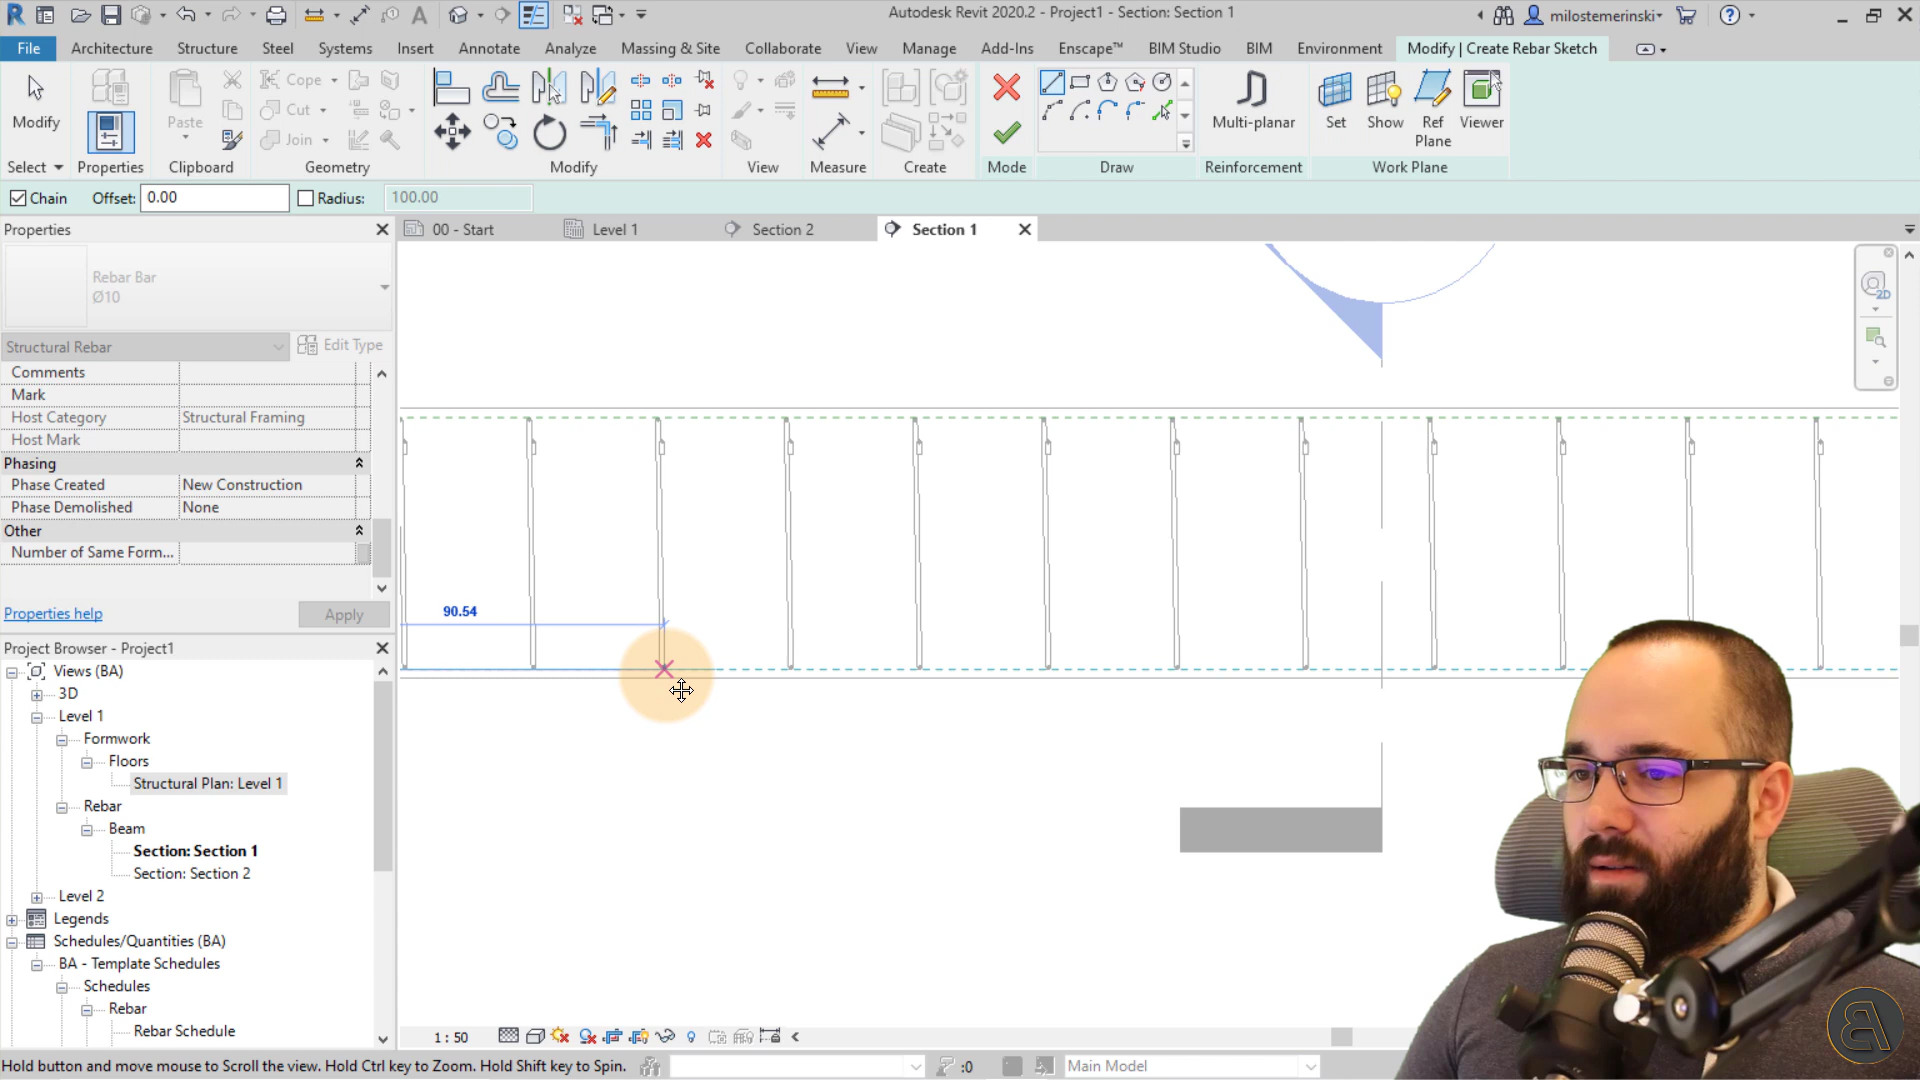 Autodesk Revit 2020.2 - Project1 - Section: Section 1
milostemerinski
File
Architecture
Structure
Steel
Systems
Insert
Annotate
Analyze
Massing & Site
Collaborate
View
Manage
Add-Ins
Enscape™
BIM Studio
BIM
Environment
Modify | Create Rebar Sketch
Modify
Paste
Cope
Cut
Join
Multi-planar
Set
Show
Ref
Plane
Viewer
Select
Properties
Clipboard
Geometry
Modify
View
Measure
Create
Mode
Draw
Reinforcement
Work Plane
Chain
Offset: 0.00
Radius: 100.00
Properties
00 - Start
Level 1
Section 2
Section 1
2D
Rebar Bar
Ø10
Structural Rebar
Edit Type
Comments
Mark
Host Category Structural Framing
Host Mark
Phasing
Phase Created New Construction
Phase Demolished None
Other
Number of Same Form...
Properties help
Apply
90.54
Project Browser - Project1
Views (BA)
3D
Level 1
Formwork
Floors
Structural Plan: Level 1
Rebar
Beam
Section: Section 1
Section: Section 2
Level 2
Legends
Schedules/Quantities (BA)
BA - Template Schedules
Schedules
Rebar
Rebar Schedule
1 : 50
Hold button and move mouse to Scroll the view. Hold Ctrl key to Zoom. Hold Shift key to Spin.
:0
Main Model